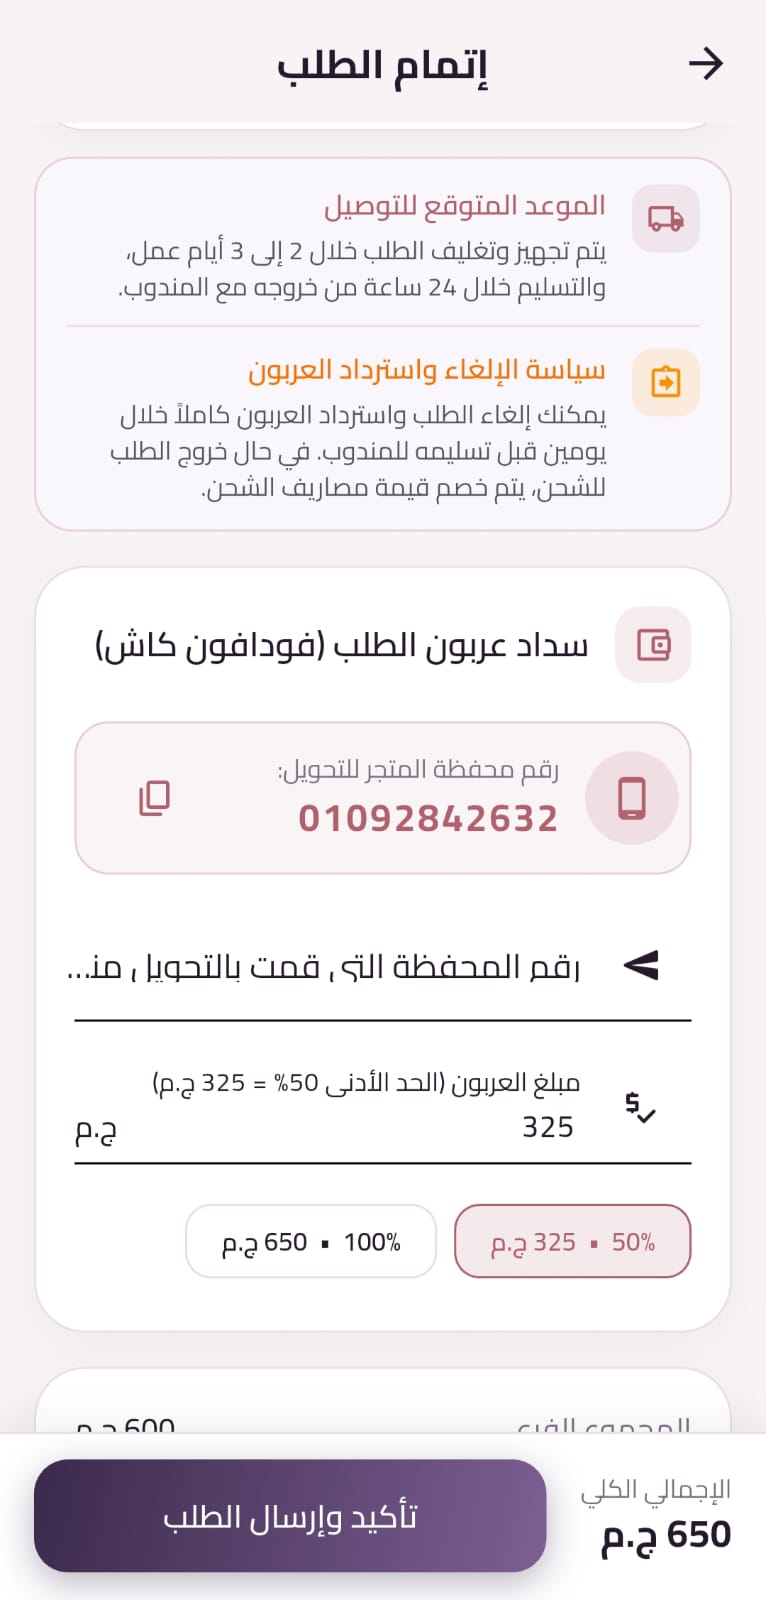 إتمام الطلب
الموعد المتوقع للتوصيل
يتم تجهيز وتغليف الطلب خلال 2 إلى 3 أيام عمل،
والتسليم خلال 24 ساعة من خروجه مع المندوب.
سياسة الإلغاء واسترداد العربون
يمكنك إلغاء الطلب واسترداد العربون كاملاً خلال
يومين قبل تسليمه للمندوب. في حال خروج الطلب
للشحن، يتم خصم قيمة مصاريف الشحن.
سداد عربون الطلب (فودافون كاش)
رقم محفظة المتجر للتحويل:
01092842632
رقم المحفظة التي قمت بالتحويل منـ...
مبلغ العربون (الحد الأدنى 50% = 325 ج.م)
325 ج.م
50% ▪ 325 ج.م
100% ▪ 650 ج.م
المجموع الفرعي 600 ج.م
الإجمالي الكلي
650 ج.م
تأكيد وإرسال الطلب